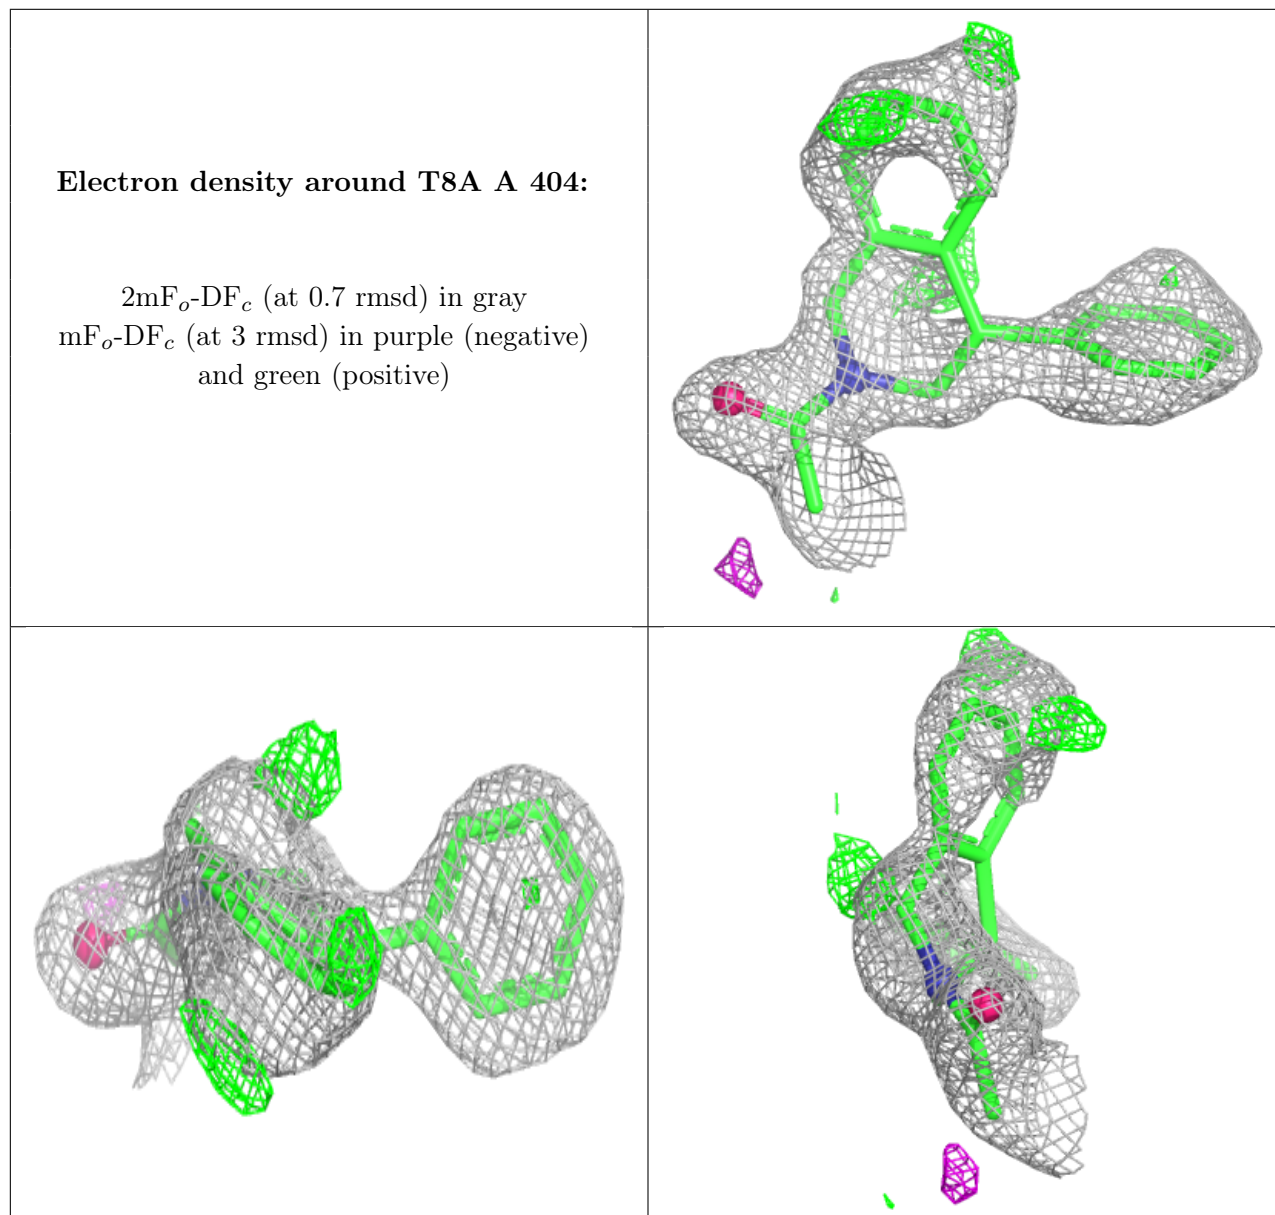 Electron density around T8A A 404:
2mFₒ-DF𝒸 (at 0.7 rmsd) in gray
mFₒ-DF𝒸 (at 3 rmsd) in purple (negative)
and green (positive)